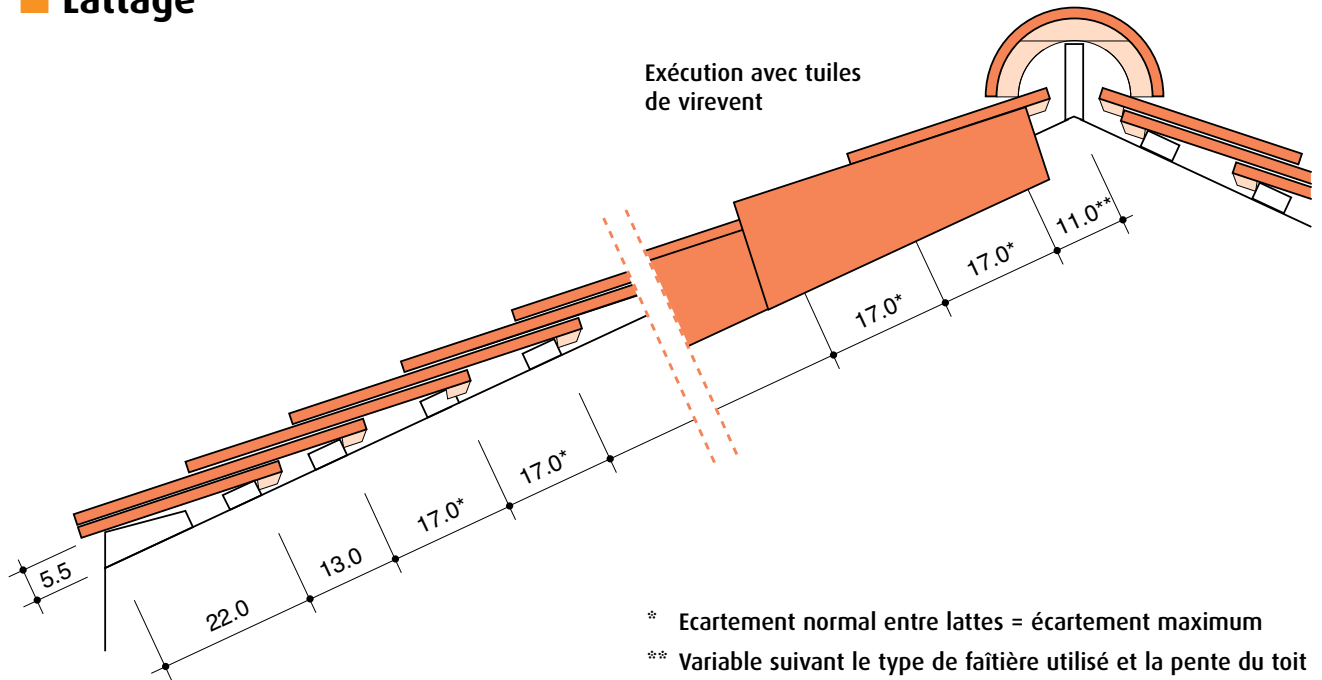 Lattage
Exécution avec tuiles
de virevent
11.0**
17.0*
17.0*
17.0*
17.0*
13.0
22.0
5.5
* Ecartement normal entre lattes = écartement maximum
** Variable suivant le type de faîtière utilisé et la pente du toit